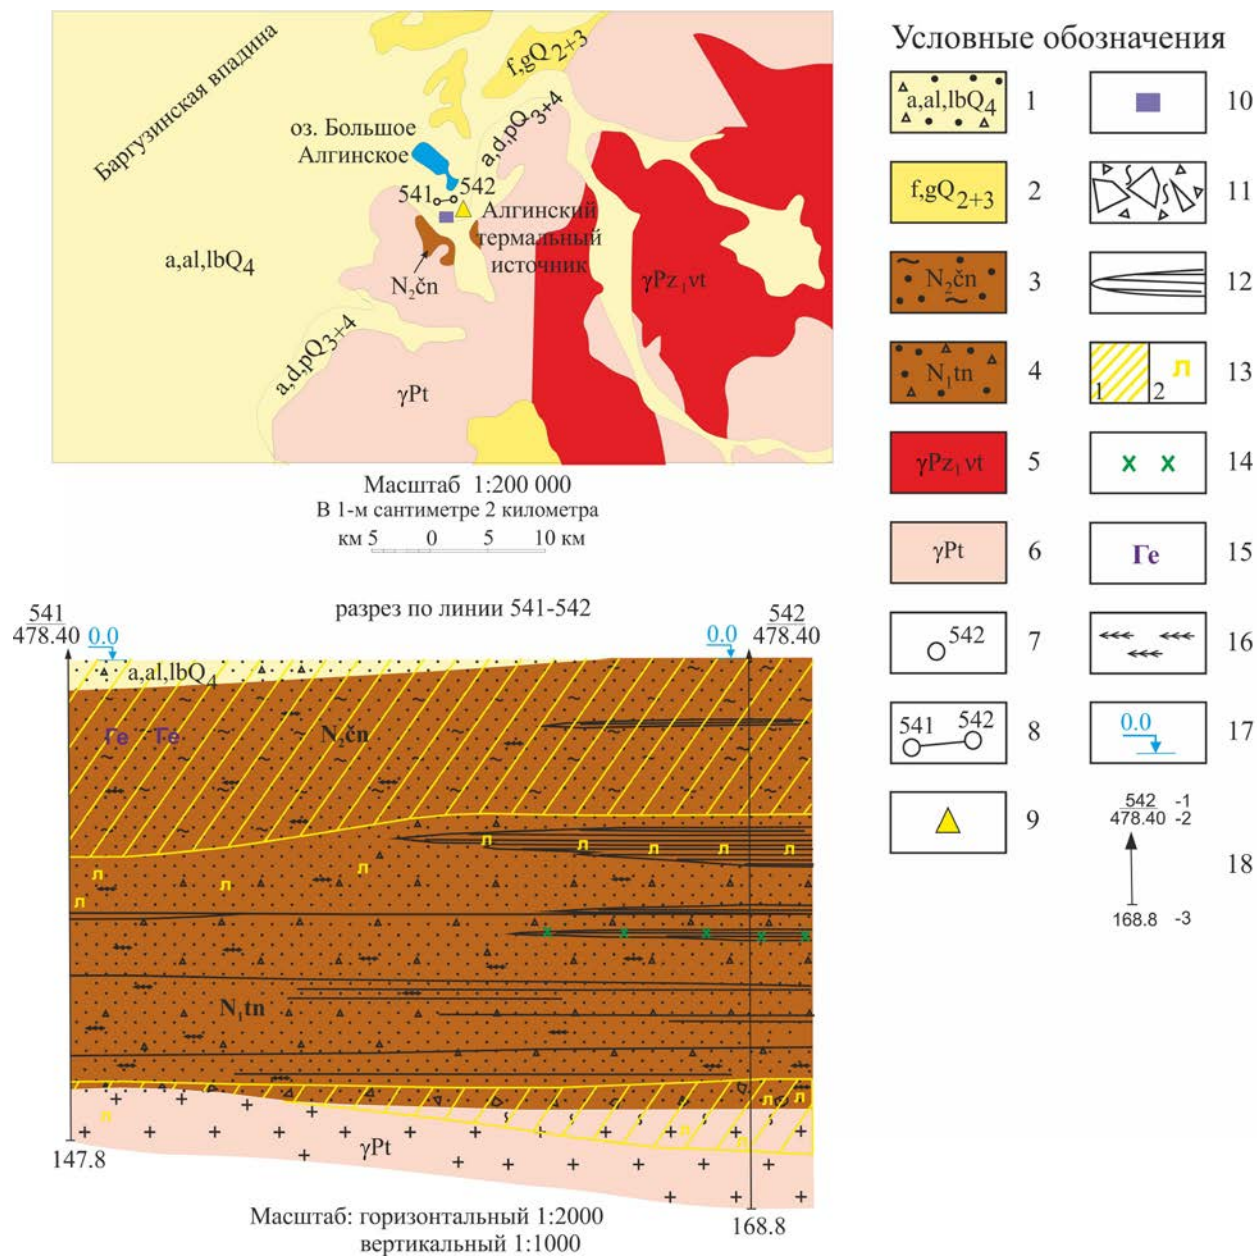 Баргузинская впадина
f,gQ2+3
оз. Большое
Алгинское
a,d,pQ3+4
541
542
Алгинский
термальный
источник
a,al,lbQ4
N2čn
γPz1vt
a,d,pQ3+4
γPt
Масштаб 1:200 000
В 1-м сантиметре 2 километра
км 5 0 5 10 км
разрез по линии 541-542
541
478.40
0.0
0.0
542
478.40
a,al,lbQ4
Ге Ге
N2čn
л л л л л
л
л л
л
x x x x x
N1tn
л л
л
л
л
γPt
147.8
168.8
Масштаб: горизонтальный 1:2000
вертикальный 1:1000
Условные обозначения
a,al,lbQ4 1
f,gQ2+3 2
N2čn 3
N1tn 4
γPz1vt 5
γPt 6
542 7
541 542 8
9
10
11
12
1 2 л 13
x x 14
Ге 15
16
0.0 17
542 -1
478.40 -2
18
168.8 -3